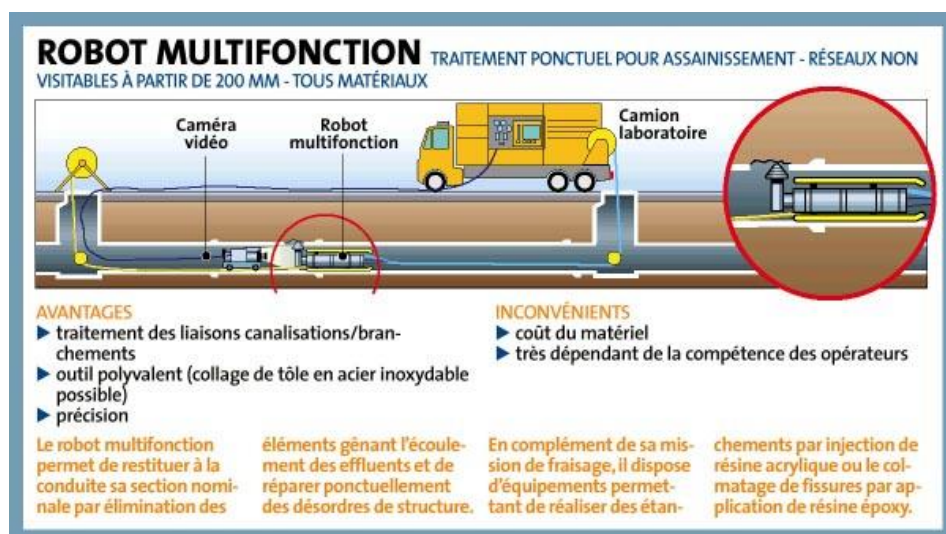 ROBOT MULTIFONCTION TRAITEMENT PONCTUEL POUR ASSAINISSEMENT - RÉSEAUX NON
VISITABLES À PARTIR DE 200 MM - TOUS MATÉRIAUX
Caméra
vidéo
Robot
multifonction
Camion
laboratoire
AVANTAGES
▶ traitement des liaisons canalisations/bran-
chements
▶ outil polyvalent (collage de tôle en acier inoxydable
possible)
▶ précision
INCONVÉNIENTS
▶ coût du matériel
▶ très dépendant de la compétence des opérateurs
Le robot multifonction
permet de restituer à la
conduite sa section nomi-
nale par élimination des
éléments gênant l'écoule-
ment des effluents et de
réparer ponctuellement
des désordres de structure.
En complément de sa mis-
sion de fraisage, il dispose
d'équipements permet-
tant de réaliser des étan-
chements par injection de
résine acrylique ou le col-
matage de fissures par ap-
plication de résine époxy.